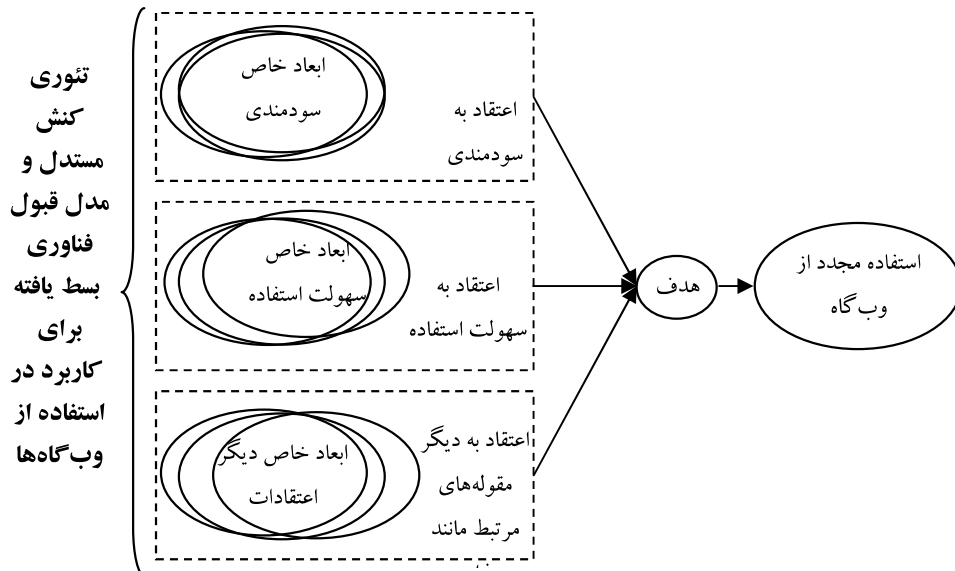 تئوری
کنش
مستدل و
مدل قبول
فناوری
بسط یافته
برای
کاربرد در
استفاده از
وب‌گاه‌ها
ابعاد خاص
سودمندی
اعتقاد به
سودمندی
ابعاد خاص
سهولت استفاده
اعتقاد به
سهولت استفاده
ابعاد خاص دیگر
اعتقادات
اعتقاد به دیگر
مقوله‌های
مرتبط مانند
هدف
استفاده مجدد از
وب‌گاه